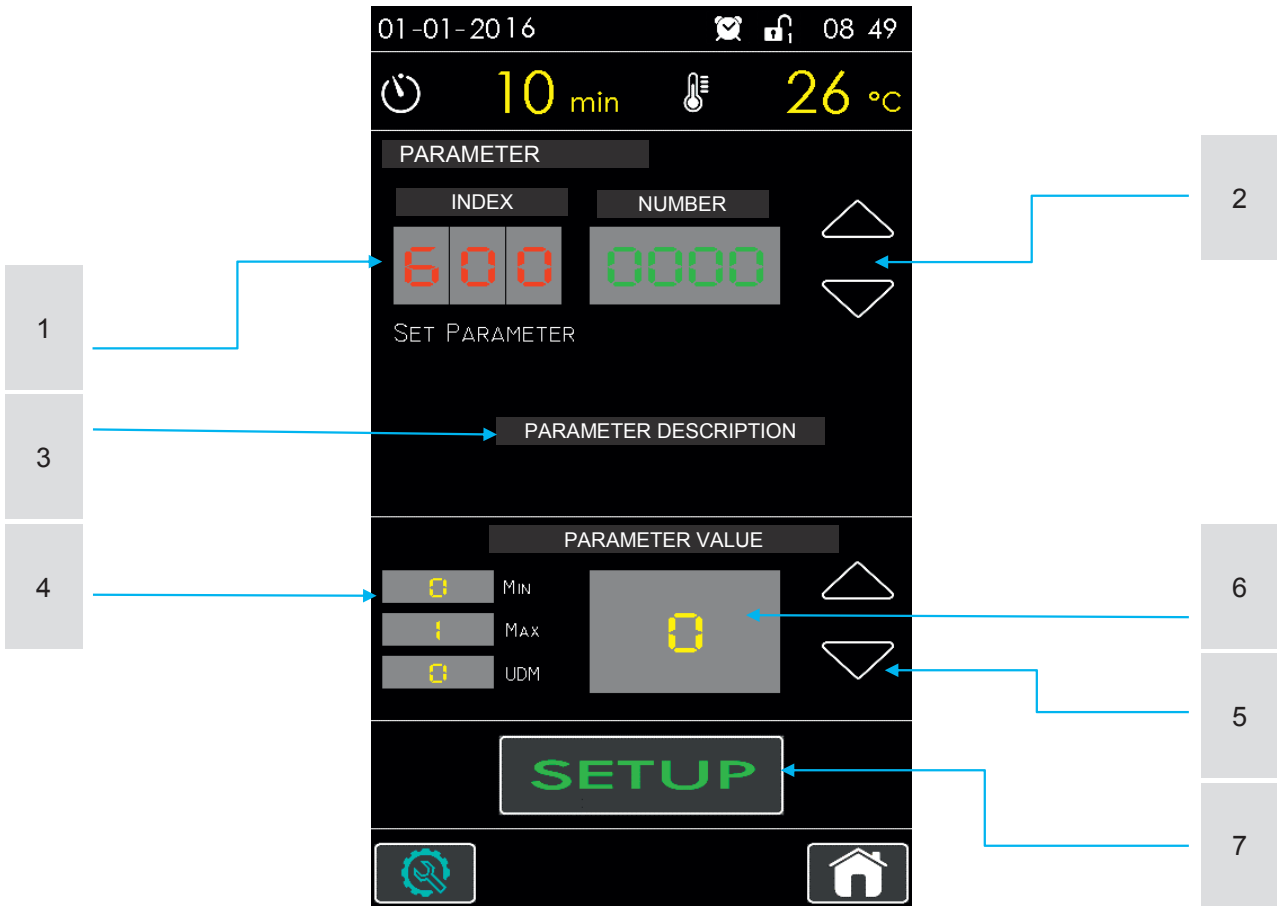 01-01-2016 1 08 49
10 min 26 °C
PARAMETER
INDEX NUMBER
2
600 0000
1
SET PARAMETER
3
PARAMETER DESCRIPTION
PARAMETER VALUE
4
0 MIN
1 MAX
0 UDM
0
6
5
SETUP
7